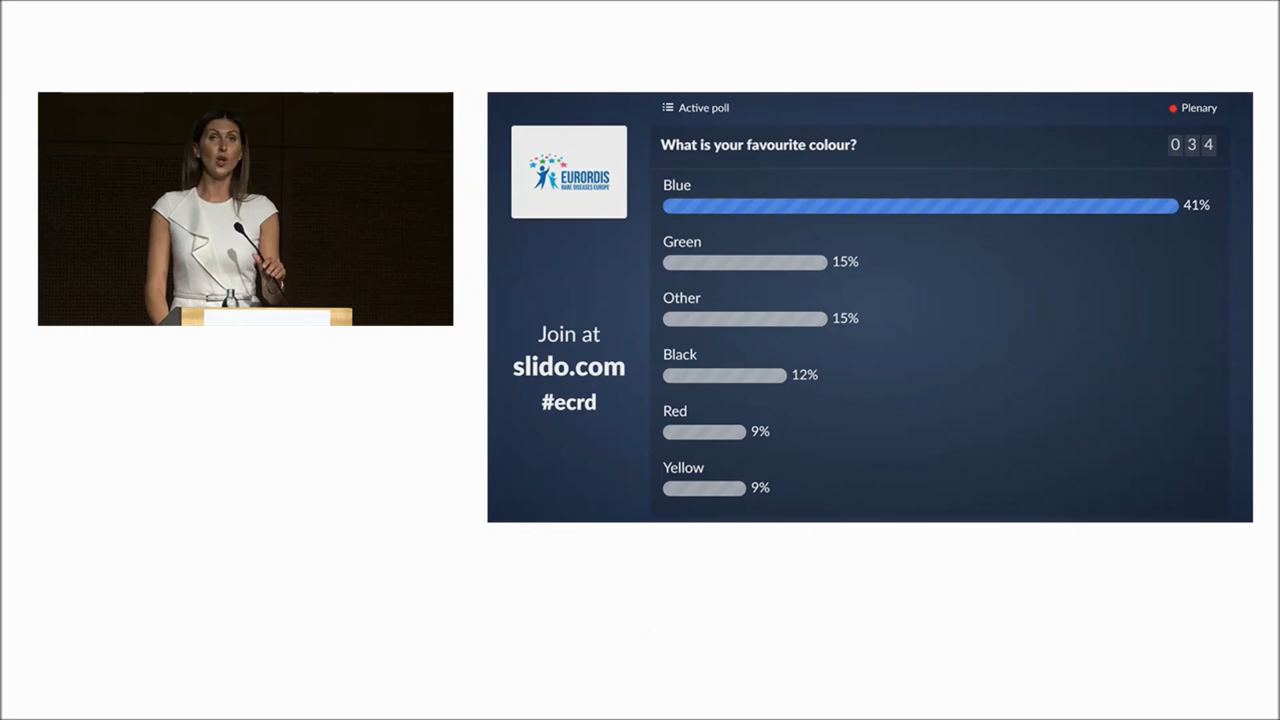 Active poll
Plenary
What is your favourite colour?
0 3 4
EURORDIS
RARE DISEASES EUROPE
Blue
41%
Green
15%
Other
15%
Join at
slido.com
#ecrd
Black
12%
Red
9%
Yellow
9%